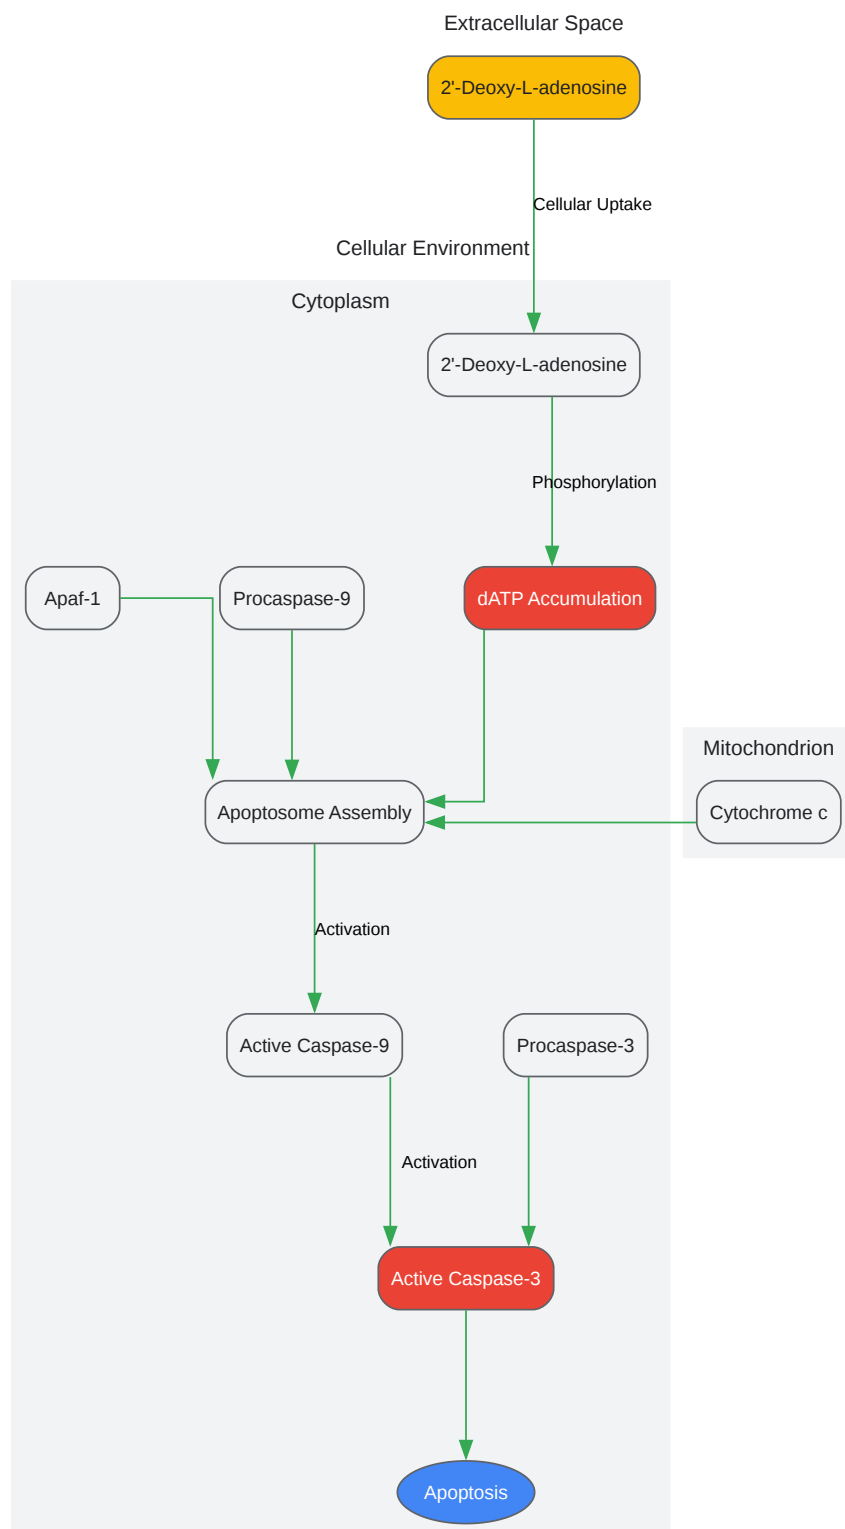 Extracellular Space
2'-Deoxy-L-adenosine
Cellular Uptake
Cellular Environment
Cytoplasm
2'-Deoxy-L-adenosine
Phosphorylation
Apaf-1
Procaspase-9
dATP Accumulation
Mitochondrion
Apoptosome Assembly
Cytochrome c
Activation
Active Caspase-9
Procaspase-3
Activation
Active Caspase-3
Apoptosis